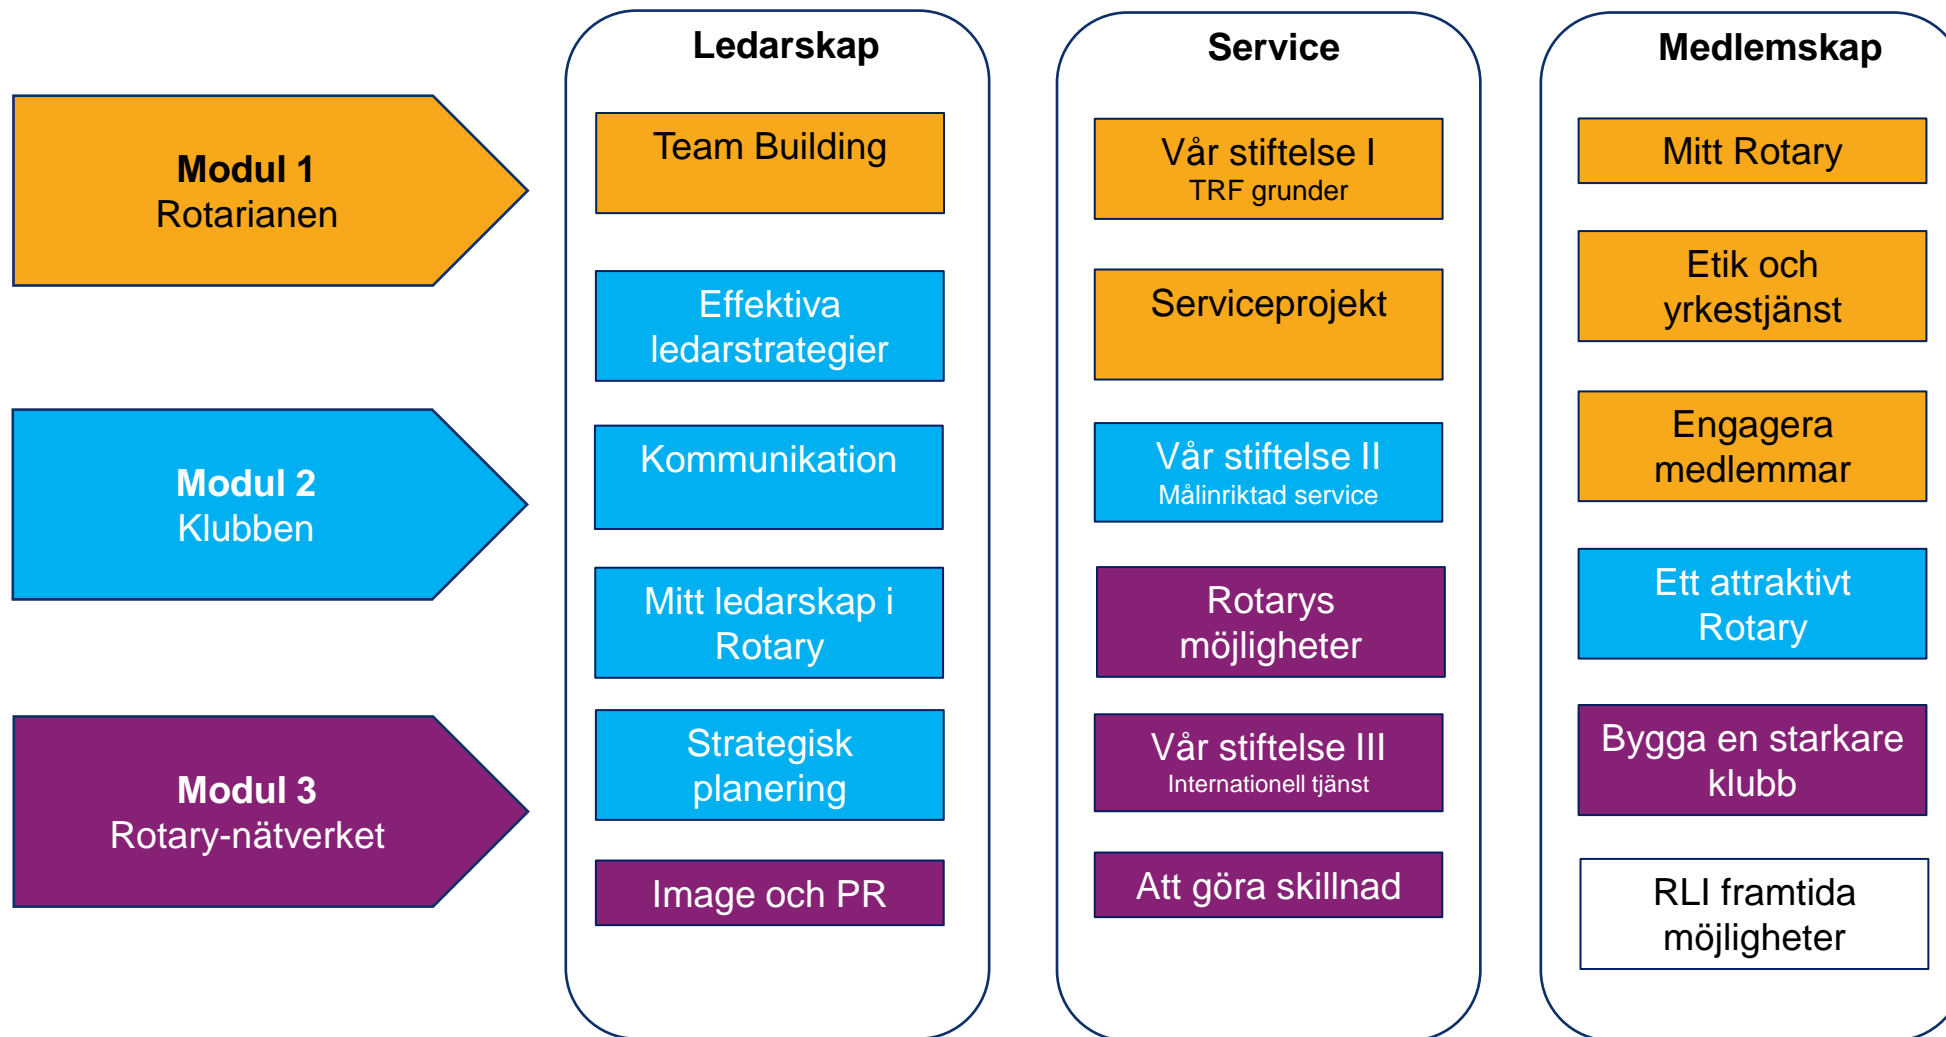 Modul 1
Rotarianen
Modul 2
Klubben
Modul 3
Rotary-nätverket
Ledarskap
Team Building
Effektiva
ledarstrategier
Kommunikation
Mitt ledarskap i
Rotary
Strategisk
planering
Image och PR
Service
Vår stiftelse I
TRF grunder
Serviceprojekt
Vår stiftelse II
Målinriktad service
Rotarys
möjligheter
Vår stiftelse III
Internationell tjänst
Att göra skillnad
Medlemskap
Mitt Rotary
Etik och
yrkestjänst
Engagera
medlemmar
Ett attraktivt
Rotary
Bygga en starkare
klubb
RLI framtida
möjligheter